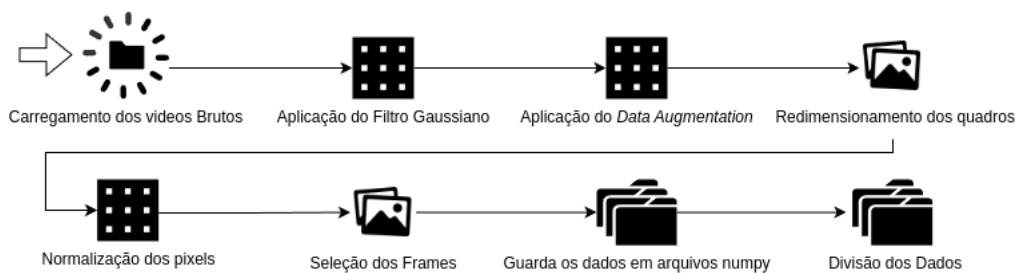 Carregamento dos videos Brutos
Aplicação do Filtro Gaussiano
Aplicação do Data Augmentation
Redimensionamento dos quadros
Normalização dos pixels
Seleção dos Frames
Guarda os dados em arquivos numpy
Divisão dos Dados